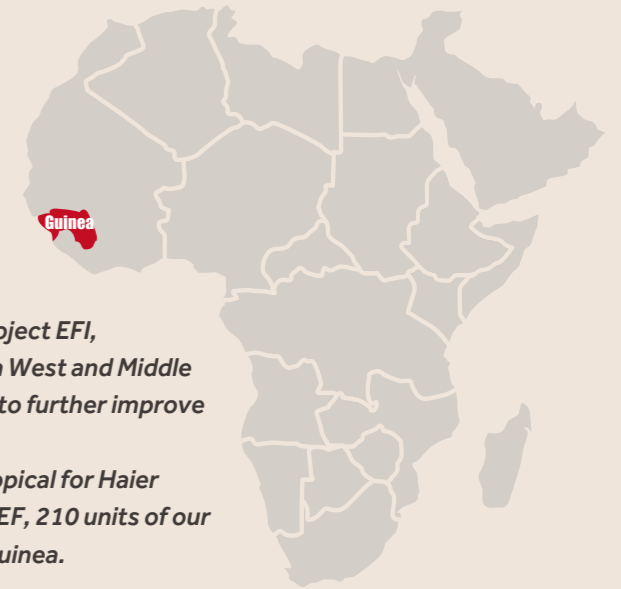 Guinea
oject EFI,
West and Middle
to further improve
opical for Haier
EF, 210 units of our
uinea.